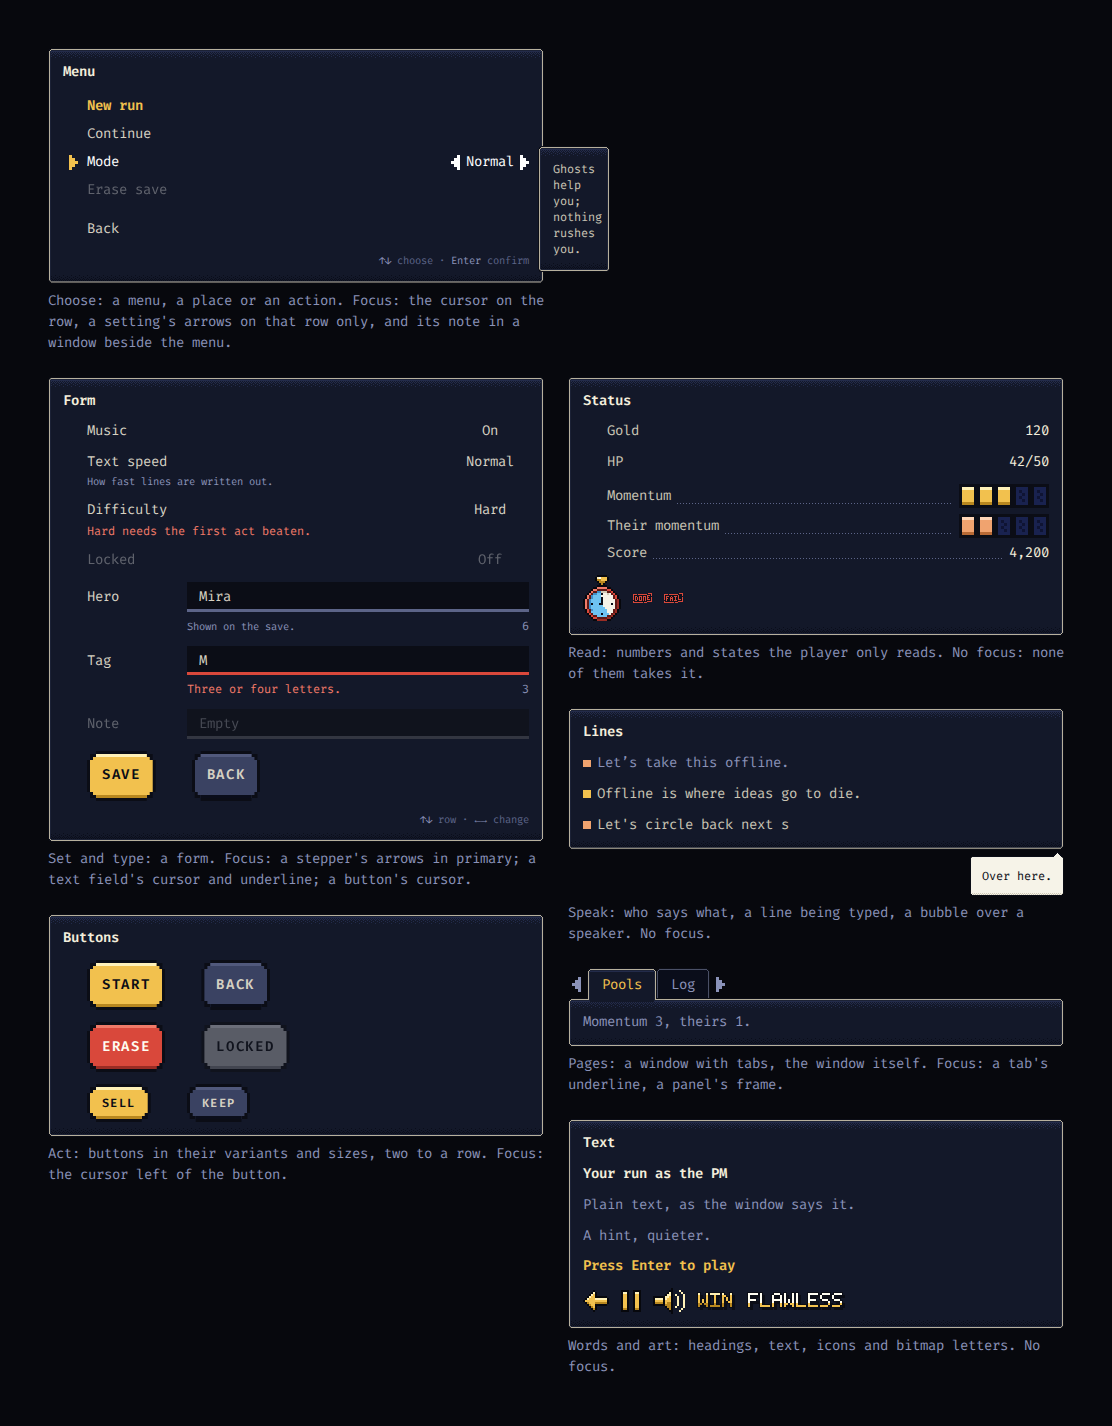 Menu
New run
Continue
Mode
Normal
Ghosts
help
you;
nothing
rushes
you.
Erase save
Back
↑↓ choose · Enter confirm
Choose: a menu, a place or an action. Focus: the cursor on the
row, a setting's arrows on that row only, and its note in a
window beside the menu.
Form
Music On
Text speed Normal
How fast lines are written out.
Difficulty Hard
Hard needs the first act beaten.
Locked Off
Hero Mira
Shown on the save. 6
Tag M
Three or four letters. 3
Note Empty
SAVE BACK
↑↓ row · ←→ change
Set and type: a form. Focus: a stepper's arrows in primary; a
text field's cursor and underline; a button's cursor.
Buttons
START BACK
ERASE LOCKED
SELL KEEP
Act: buttons in their variants and sizes, two to a row. Focus:
the cursor left of the button.
Status
Gold 120
HP 42/50
Momentum
Their momentum
Score 4,200
DONE FAIL
Read: numbers and states the player only reads. No focus: none
of them takes it.
Lines
Let’s take this offline.
Offline is where ideas go to die.
Let's circle back next s
Over here.
Speak: who says what, a line being typed, a bubble over a
speaker. No focus.
Pools Log
Momentum 3, theirs 1.
Pages: a window with tabs, the window itself. Focus: a tab's
underline, a panel's frame.
Text
Your run as the PM
Plain text, as the window says it.
A hint, quieter.
Press Enter to play
WIN FLAWLESS
Words and art: headings, text, icons and bitmap letters. No
focus.